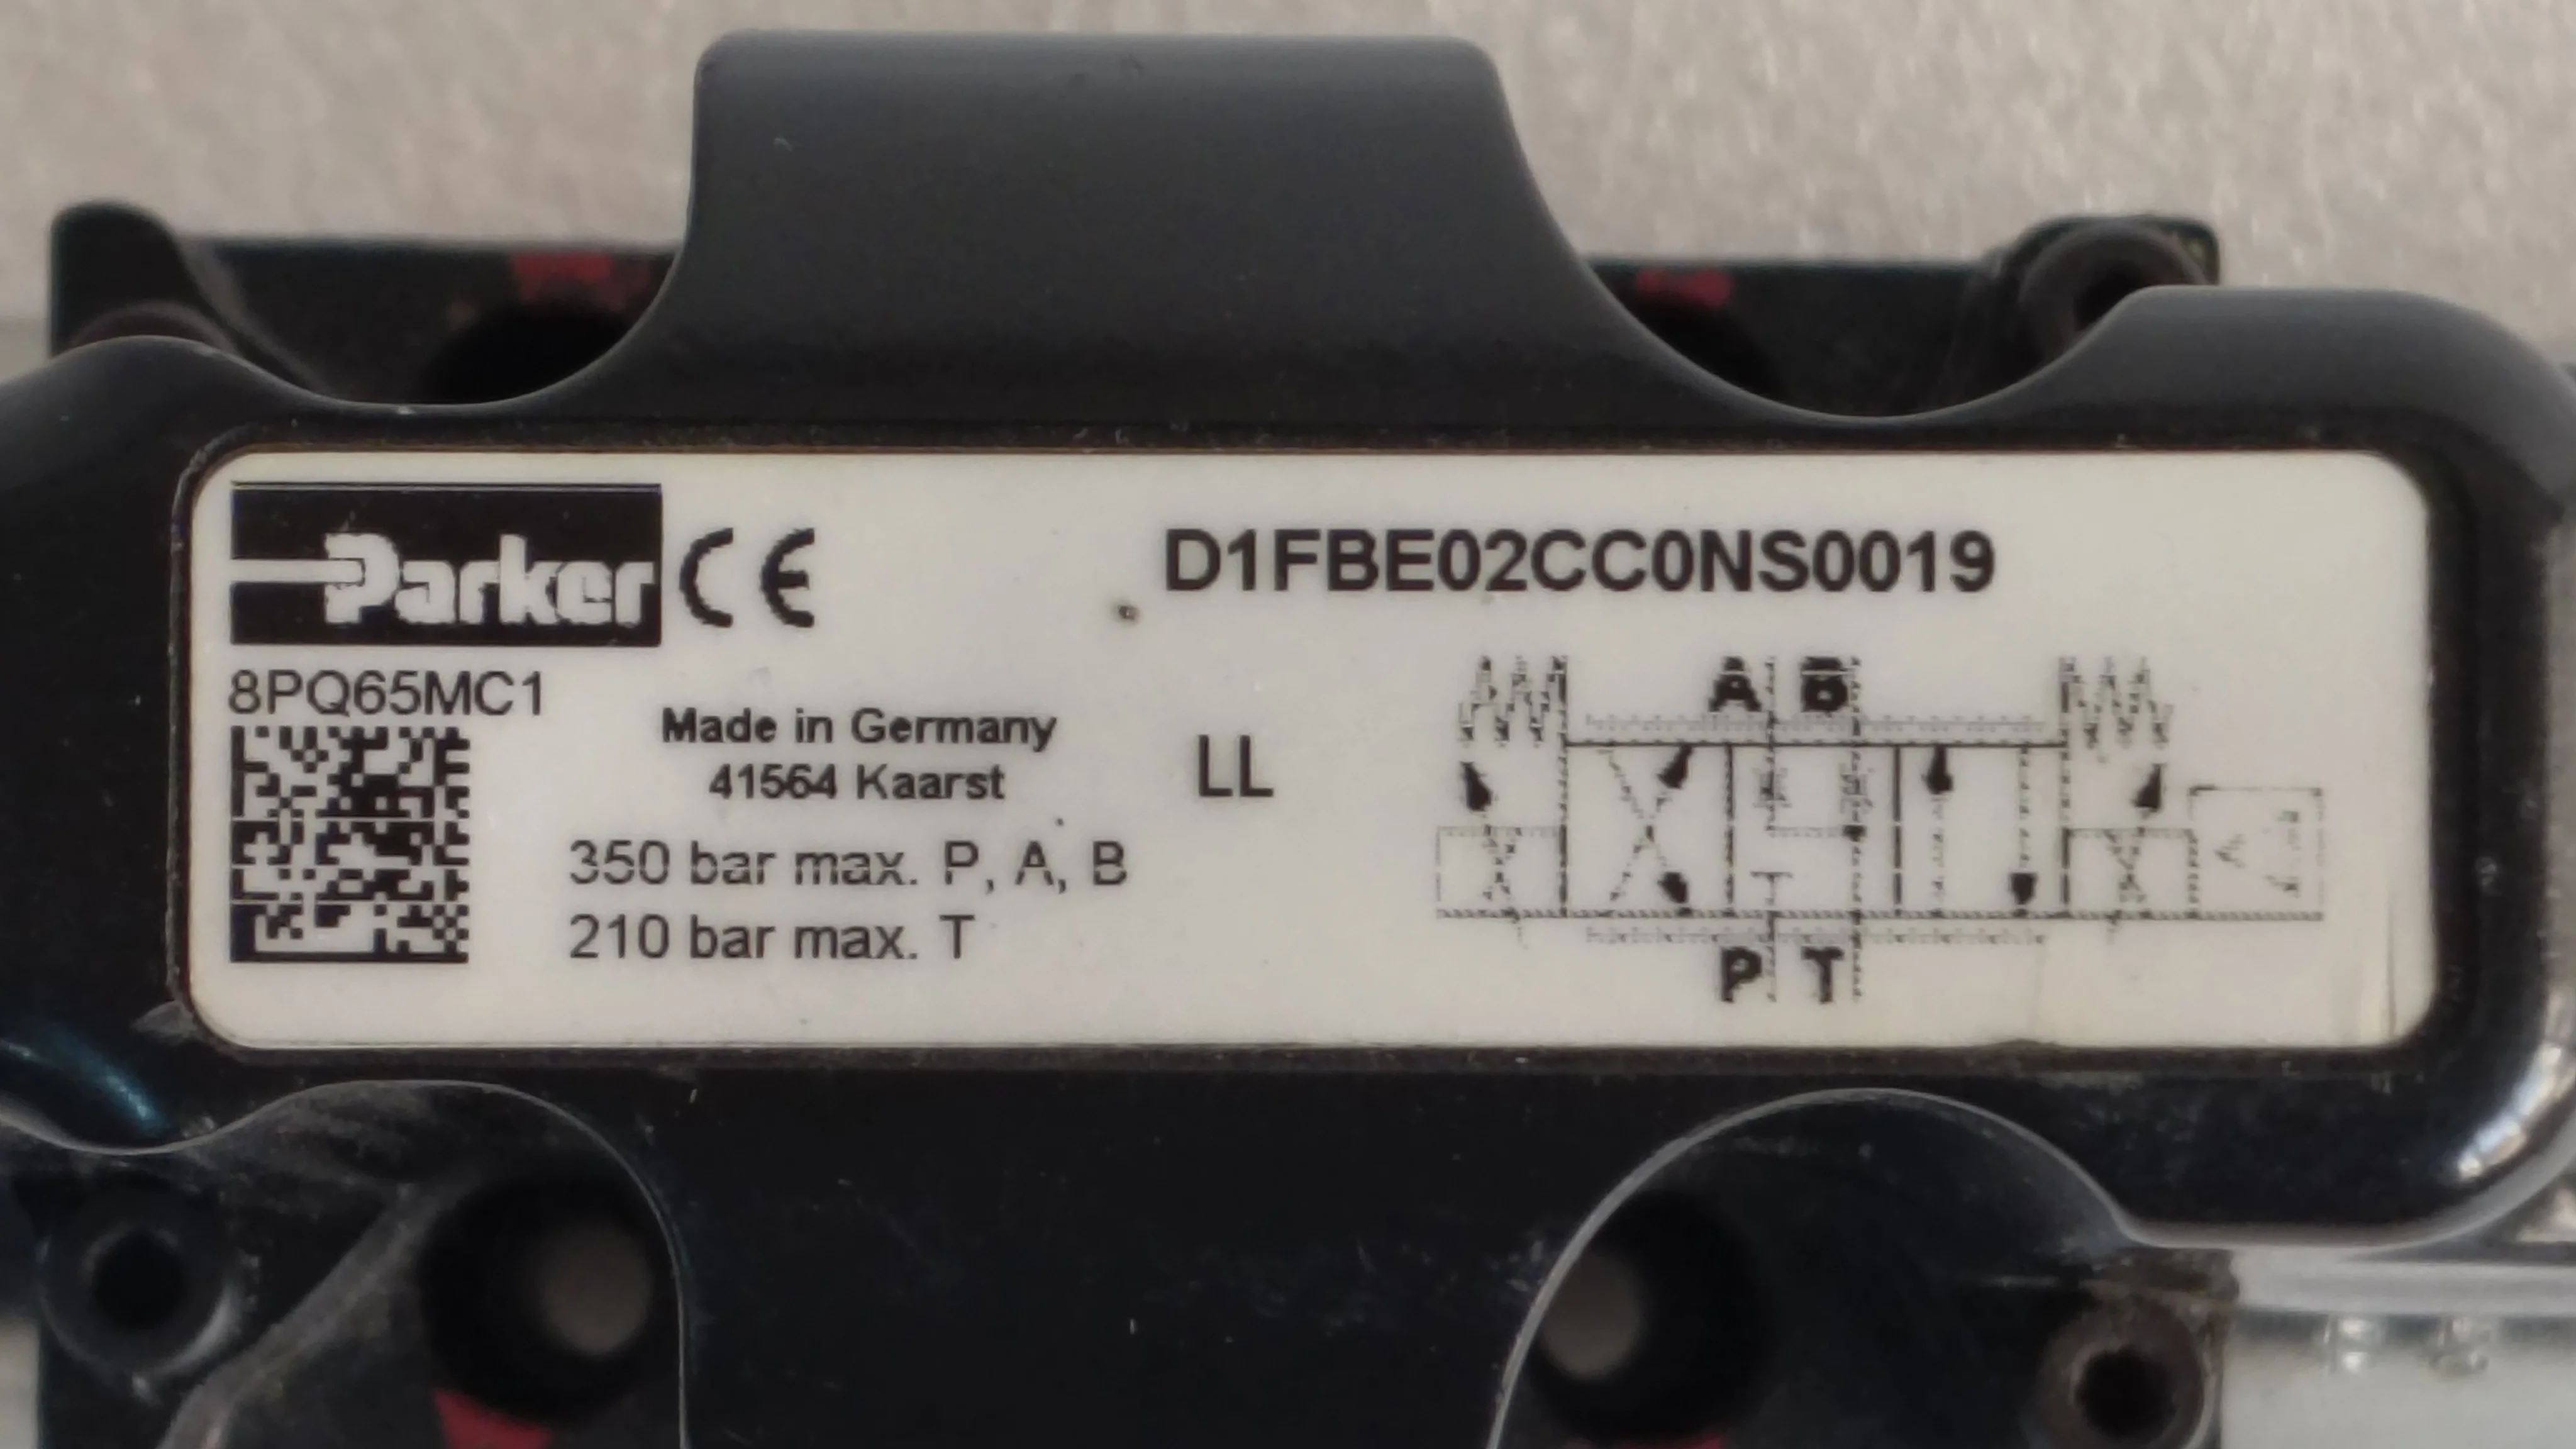 Parker CE
D1FBE02CC0NS0019
8PQ65MC1
Made in Germany
41564 Kaarst
LL
350 bar max. P, A, B
210 bar max. T
A B
P T